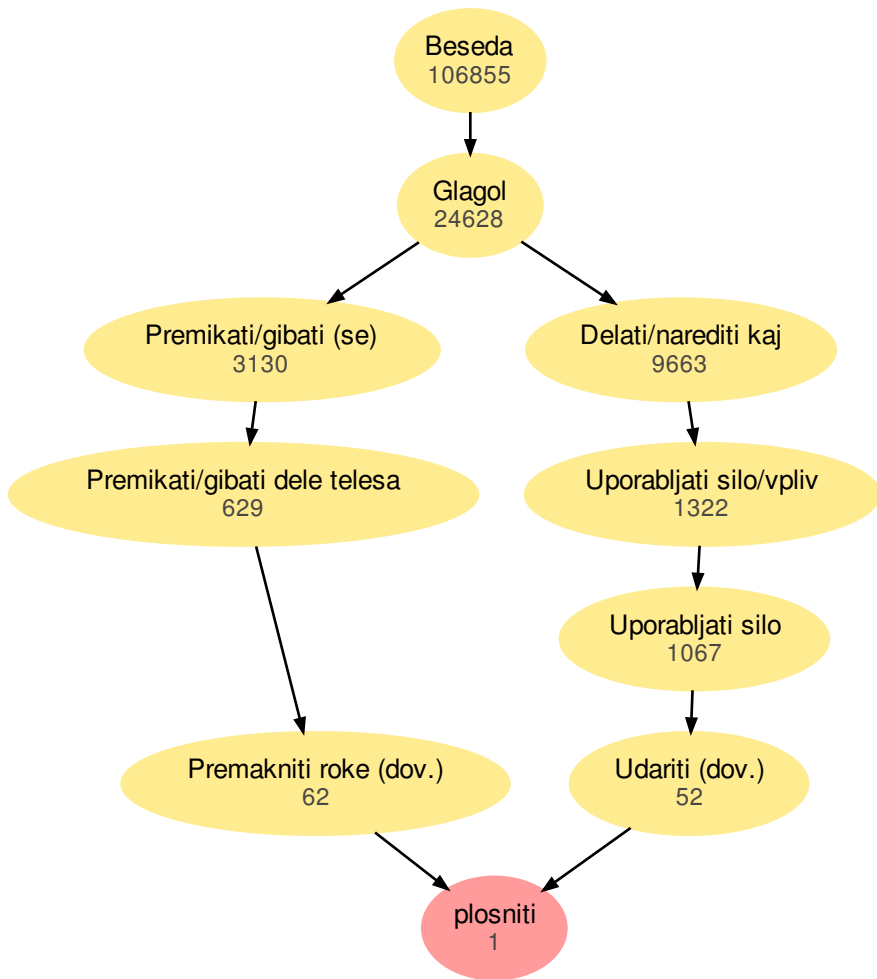 Beseda
106855
Glagol
24628
Premikati/gibati (se)
3130
Delati/narediti kaj
9663
Premikati/gibati dele telesa
629
Uporabljati silo/vpliv
1322
Uporabljati silo
1067
Premakniti roke (dov.)
62
Udariti (dov.)
52
plosniti
1